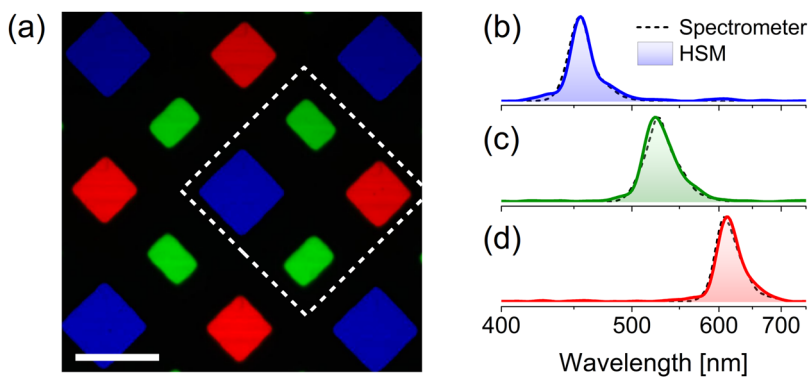 (a)
(b)
Spectrometer
HSM
(c)
(d)
400 500 600 700
Wavelength [nm]